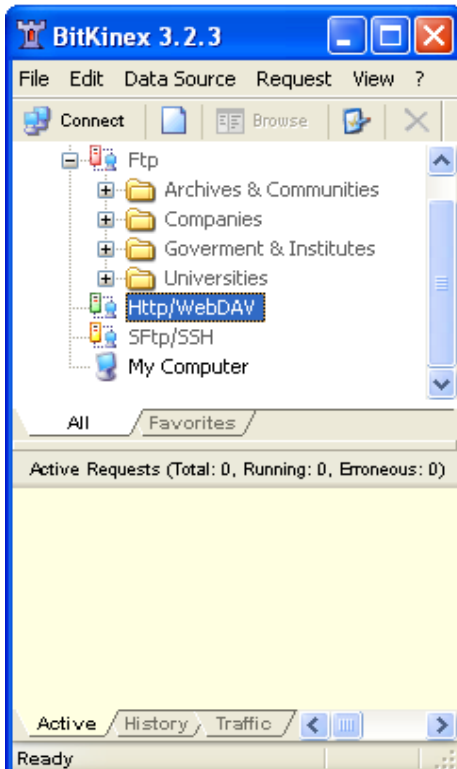 BitKinex 3.2.3
File Edit Data Source Request View ?
Connect Browse
Ftp
Archives & Communities
Companies
Goverment & Institutes
Universities
Http/WebDAV
SFtp/SSH
My Computer
All Favorites
Active Requests (Total: 0, Running: 0, Erroneous: 0)
Active History Traffic
Ready